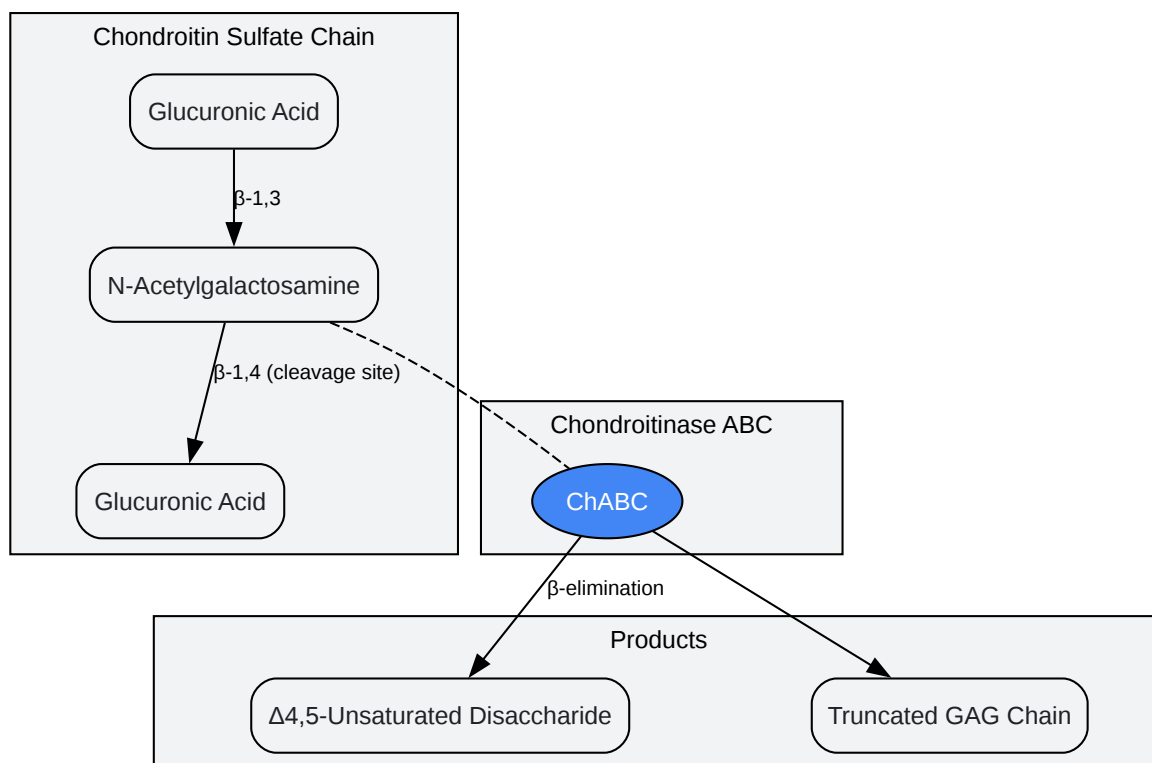 Chondroitin Sulfate Chain
Glucuronic Acid
β-1,3
N-Acetylgalactosamine
β-1,4 (cleavage site)
Glucuronic Acid
Chondroitinase ABC
ChABC
β-elimination
Products
Δ4,5-Unsaturated Disaccharide
Truncated GAG Chain